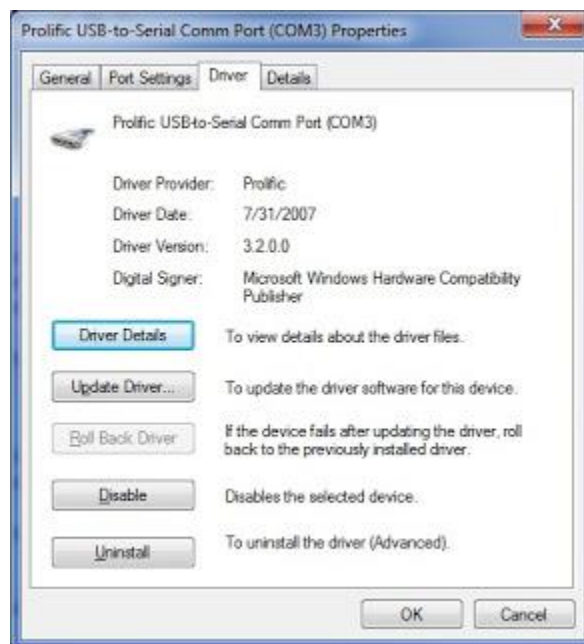 Prolific USB-to-Serial Comm Port (COM3) Properties
General Port Settings Driver Details
Prolific USB-to-Serial Comm Port (COM3)
Driver Provider: Prolific
Driver Date: 7/31/2007
Driver Version: 3.2.0.0
Digital Signer: Microsoft Windows Hardware Compatibility
Publisher
Driver Details To view details about the driver files.
Update Driver... To update the driver software for this device.
Roll Back Driver If the device fails after updating the driver, roll
back to the previously installed driver.
Disable Disables the selected device.
Uninstall To uninstall the driver (Advanced).
OK Cancel